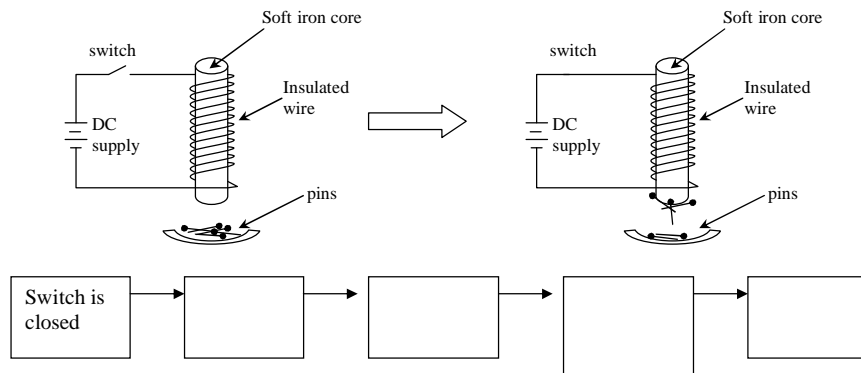 Soft iron core
switch
Insulated
wire
DC
supply
pins
Soft iron core
switch
Insulated
wire
DC
supply
pins
Switch is
closed